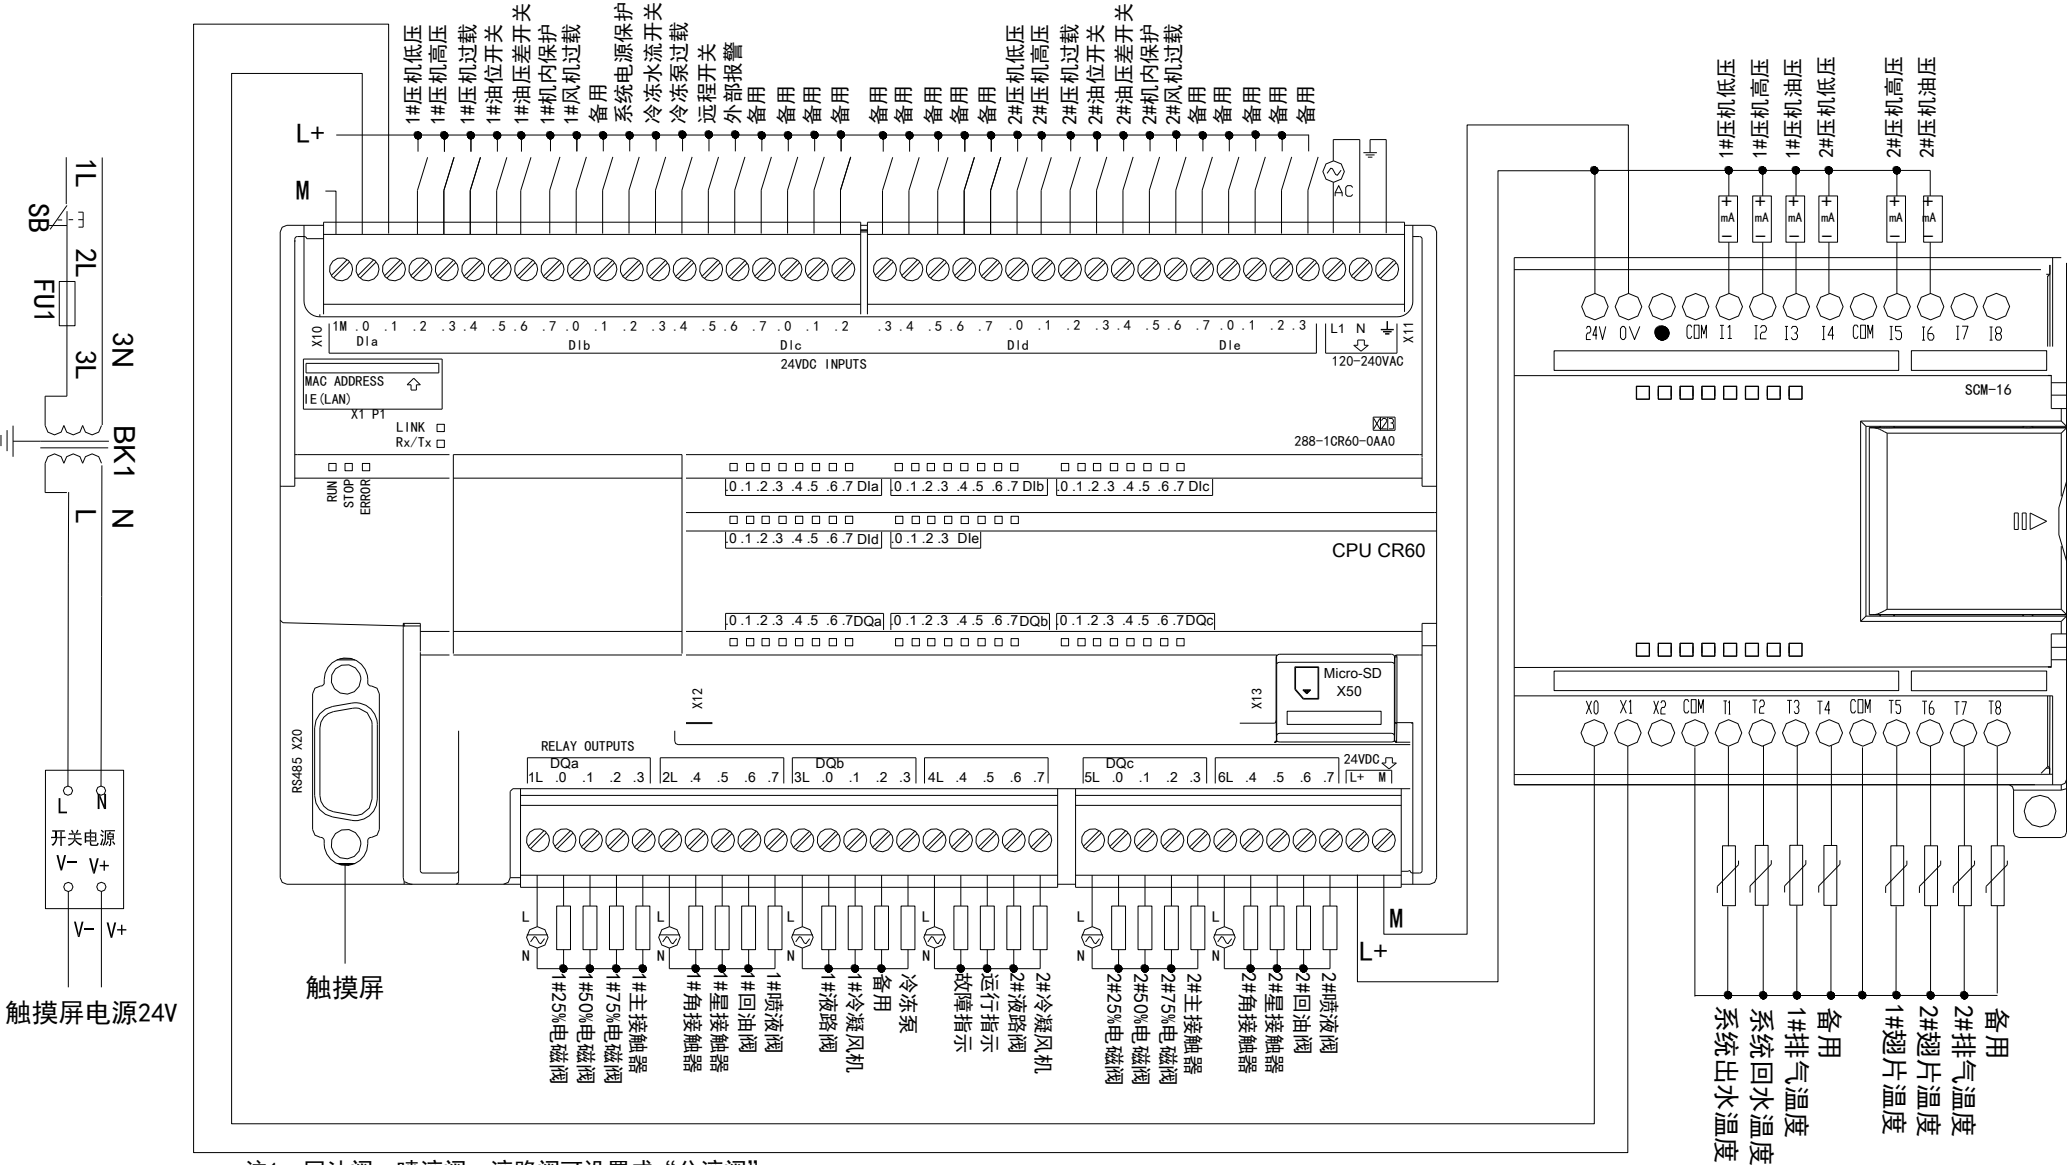 1#压机低压
1#压机高压
1#压机过载
1#油位开关
1#油压差开关
1#机内保护
1#风机过载
备用
系统电源保护
冷冻水流开关
冷冻泵过载
远程开关
外部报警
备用
备用
备用
备用
备用
备用
备用
备用
备用
2#压机低压
2#压机高压
2#压机过载
2#油位开关
2#油压差开关
2#机内保护
2#风机过载
备用
备用
备用
备用
备用
L+
M
AC
1#压机低压
1#压机高压
1#压机油压
2#压机低压
2#压机高压
2#压机油压
+ mA −
+ mA −
+ mA −
+ mA −
+ mA −
+ mA −
1L
SB
2L
FU1
3L
3N
BK1
L
N
L N
开关电源
V− V+
V− V+
触摸屏电源24V
X10
1M .0 .1 .2 .3 .4 .5 .6 .7 .0 .1 .2 .3 .4 .5 .6 .7 .0 .1 .2 .3 .4 .5 .6 .7 .0 .1 .2 .3 .4 .5 .6 .7 .0 .1 .2 .3 L1 N
X11
DIa DIb DIc DId DIe
24VDC INPUTS
120-240VAC
MAC ADDRESS
IE(LAN)
X1 P1
LINK
Rx/Tx
X23
288-1CR60-0AA0
RUN
STOP
ERROR
.0 .1 .2 .3 .4 .5 .6 .7 DIa .0 .1 .2 .3 .4 .5 .6 .7 DIb .0 .1 .2 .3 .4 .5 .6 .7 DIc
.0 .1 .2 .3 .4 .5 .6 .7 DId .0 .1 .2 .3 DIe
CPU CR60
.0 .1 .2 .3 .4 .5 .6 .7 DQa .0 .1 .2 .3 .4 .5 .6 .7 DQb .0 .1 .2 .3 .4 .5 .6 .7 DQc
Micro-SD
X50
X12
X13
RS485 X20
RELAY OUTPUTS
DQa DQb DQc 24VDC
1L .0 .1 .2 .3 2L .4 .5 .6 .7 3L .0 .1 .2 .3 4L .4 .5 .6 .7 5L .0 .1 .2 .3 6L .4 .5 .6 .7 L+ M
L N
L N
L N
L N
L N
L N
M
L+
触摸屏
1#25%电磁阀
1#50%电磁阀
1#75%电磁阀
1#主接触器
1#角接触器
1#星接触器
1#回油阀
1#喷液阀
1#液路阀
1#冷凝风机
备用
冷冻泵
故障指示
运行指示
2#液路阀
2#冷凝风机
2#25%电磁阀
2#50%电磁阀
2#75%电磁阀
2#主接触器
2#角接触器
2#星接触器
2#回油阀
2#喷液阀
24V 0V COM I1 I2 I3 I4 COM I5 I6 I7 I8
SCM-16
X0 X1 X2 COM T1 T2 T3 T4 COM T5 T6 T7 T8
系统出水温度
系统回水温度
1#排气温度
备用
1#翅片温度
2#翅片温度
2#排气温度
备用